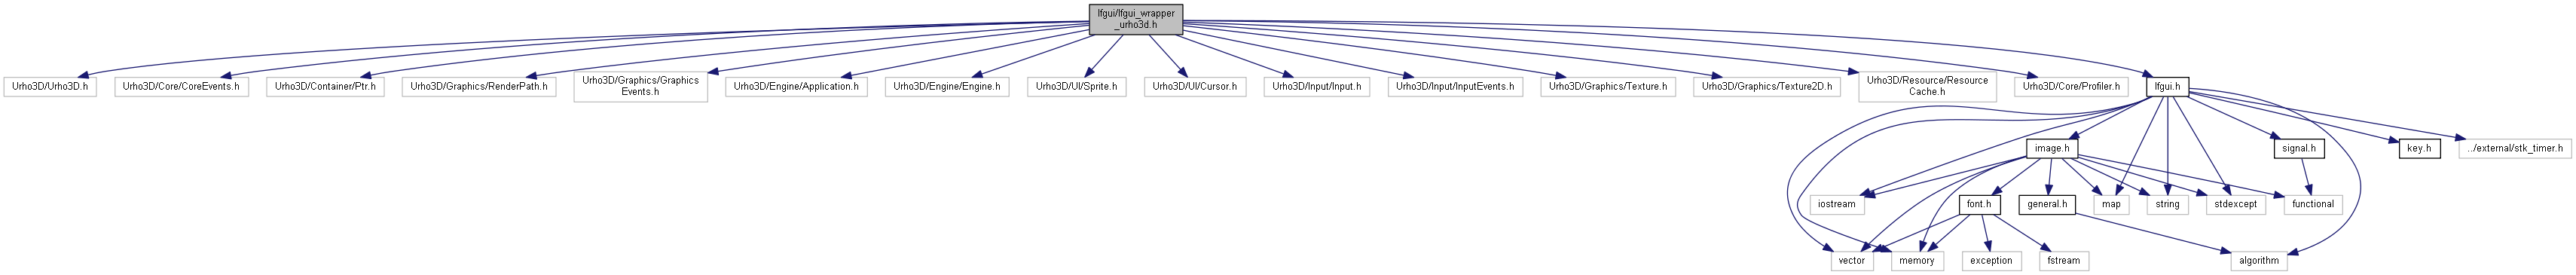 lfgui/lfgui_wrapper
_urho3d.h
Urho3D/Urho3D.h
Urho3D/Core/CoreEvents.h
Urho3D/Container/Ptr.h
Urho3D/Graphics/RenderPath.h
Urho3D/Graphics/Graphics
Events.h
Urho3D/Engine/Application.h
Urho3D/Engine/Engine.h
Urho3D/UI/Sprite.h
Urho3D/UI/Cursor.h
Urho3D/Input/Input.h
Urho3D/Input/InputEvents.h
Urho3D/Graphics/Texture.h
Urho3D/Graphics/Texture2D.h
Urho3D/Resource/Resource
Cache.h
Urho3D/Core/Profiler.h
lfgui.h
image.h
signal.h
key.h
../external/stk_timer.h
iostream
font.h
general.h
map
string
stdexcept
functional
vector
memory
exception
fstream
algorithm